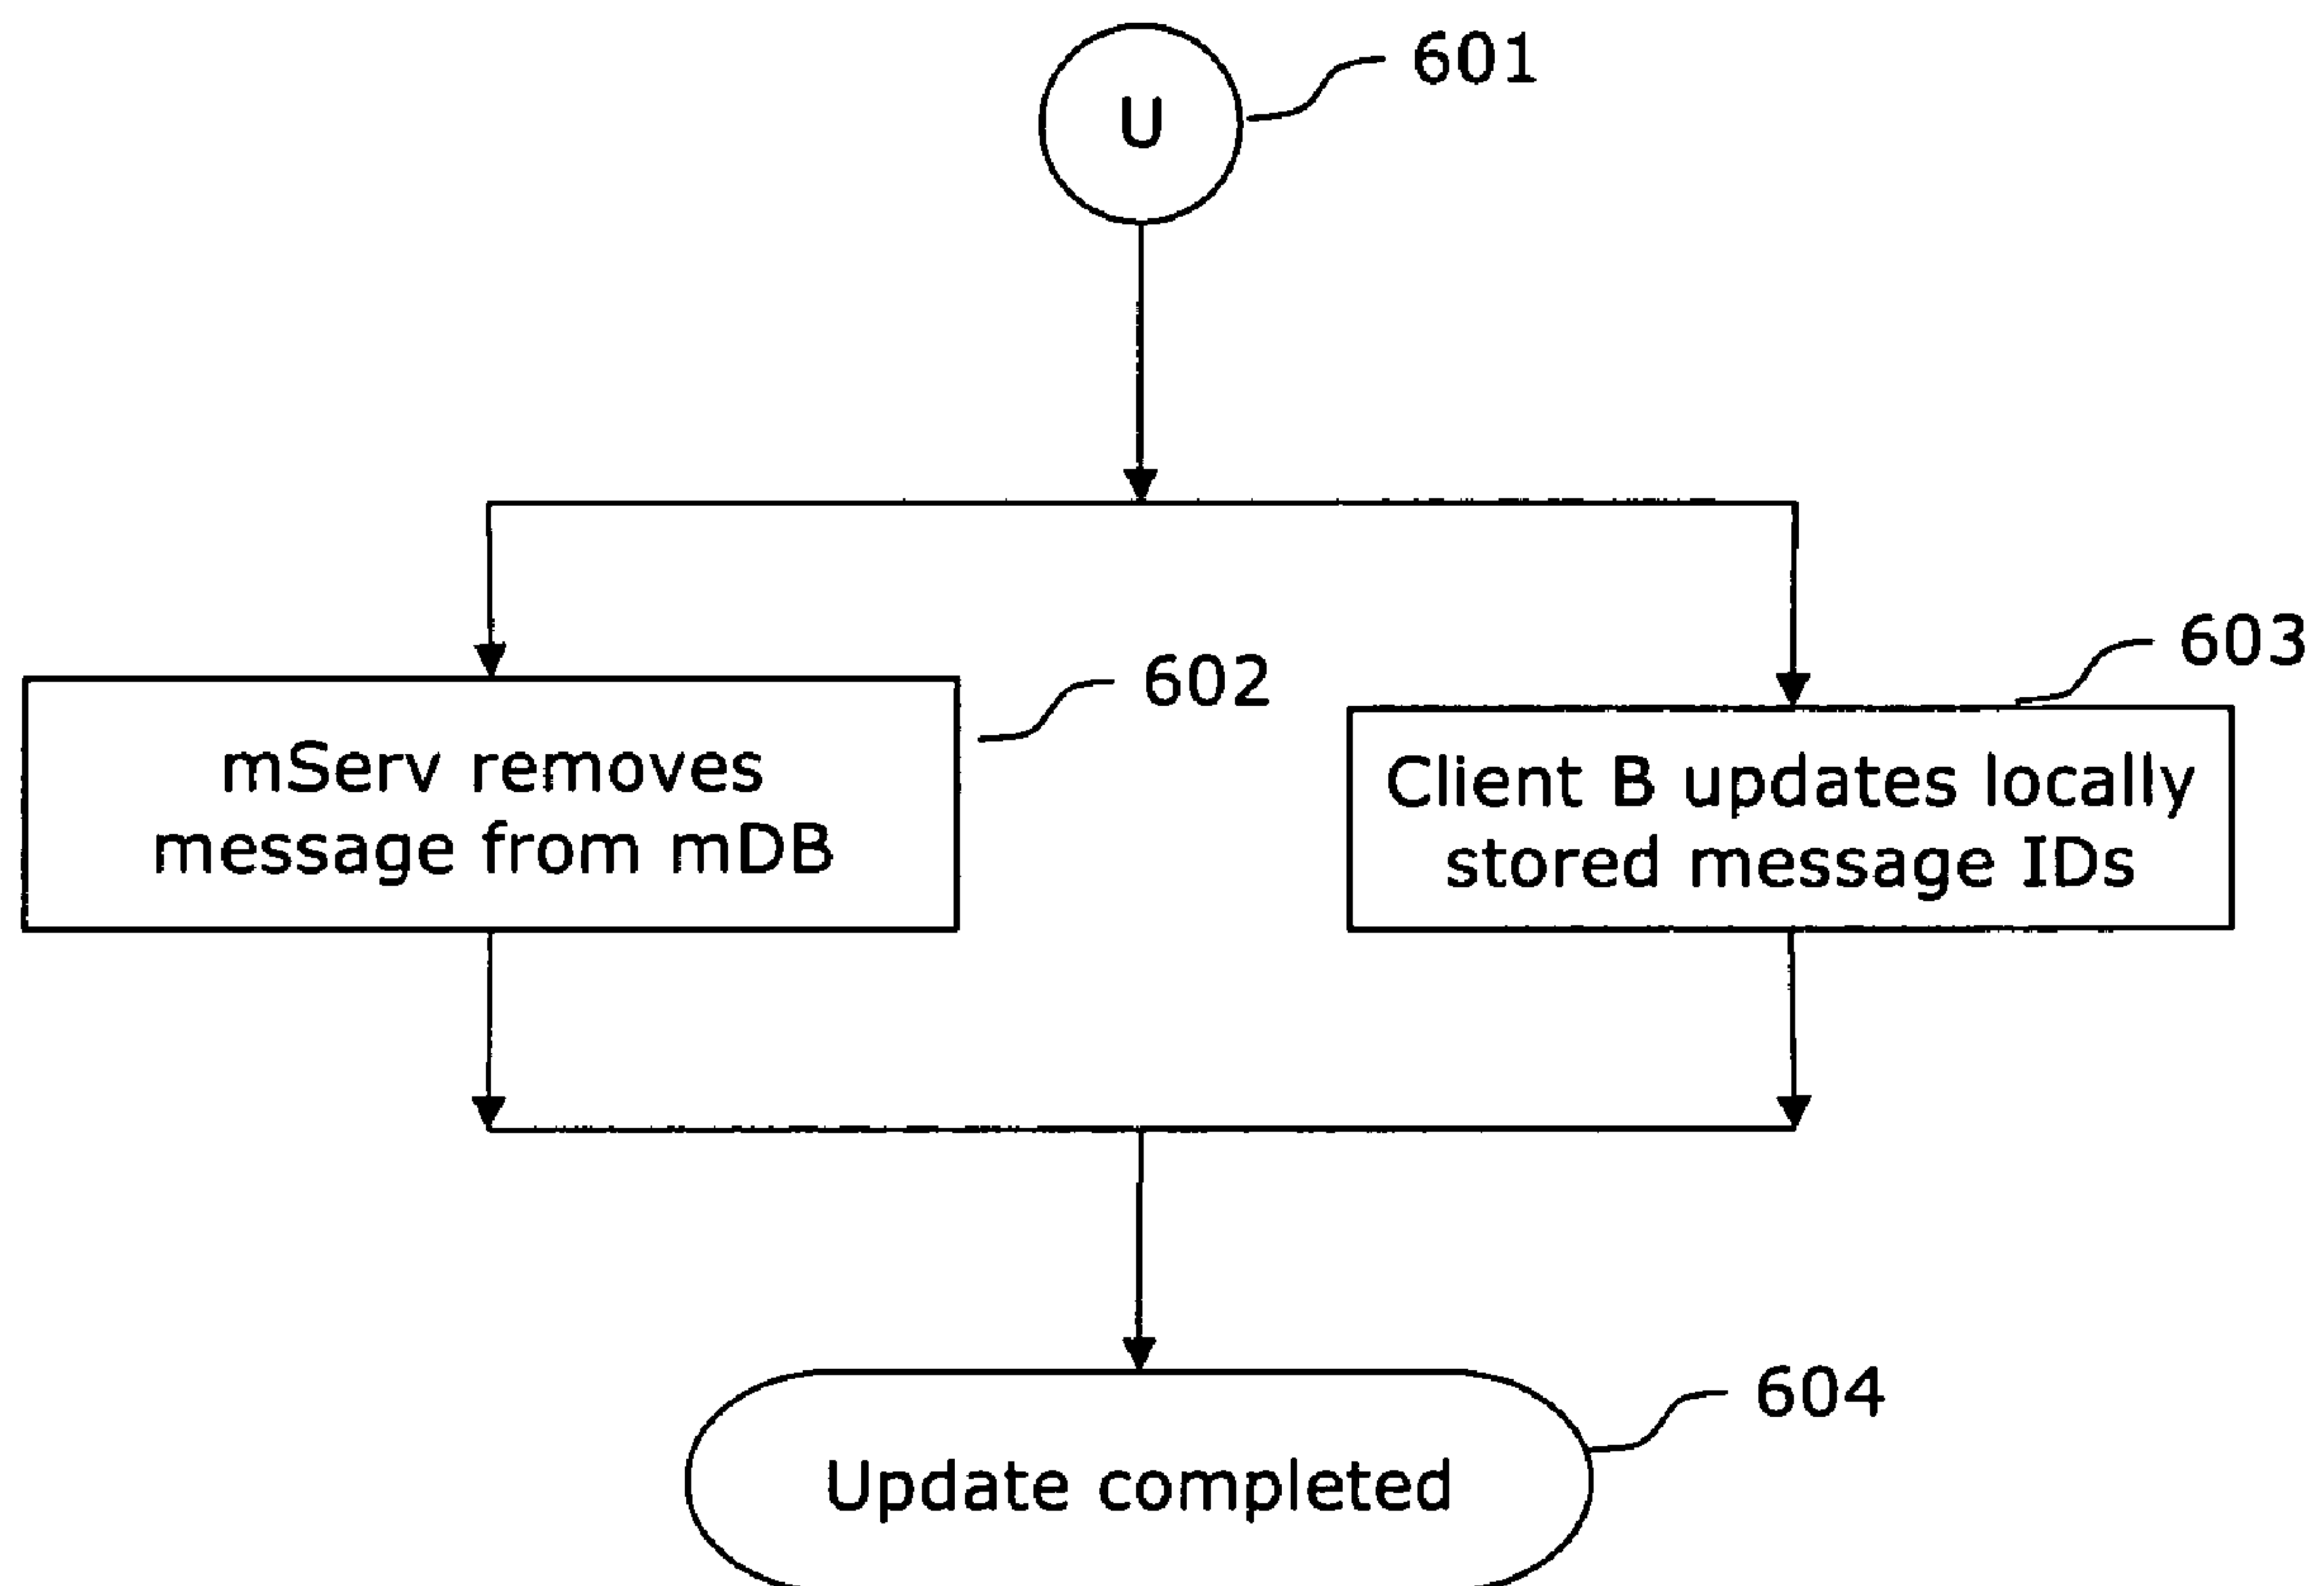 601
U
603
602
mServ removes
message from mDB
Client B updates locally
stored message IDs
604
Update completed